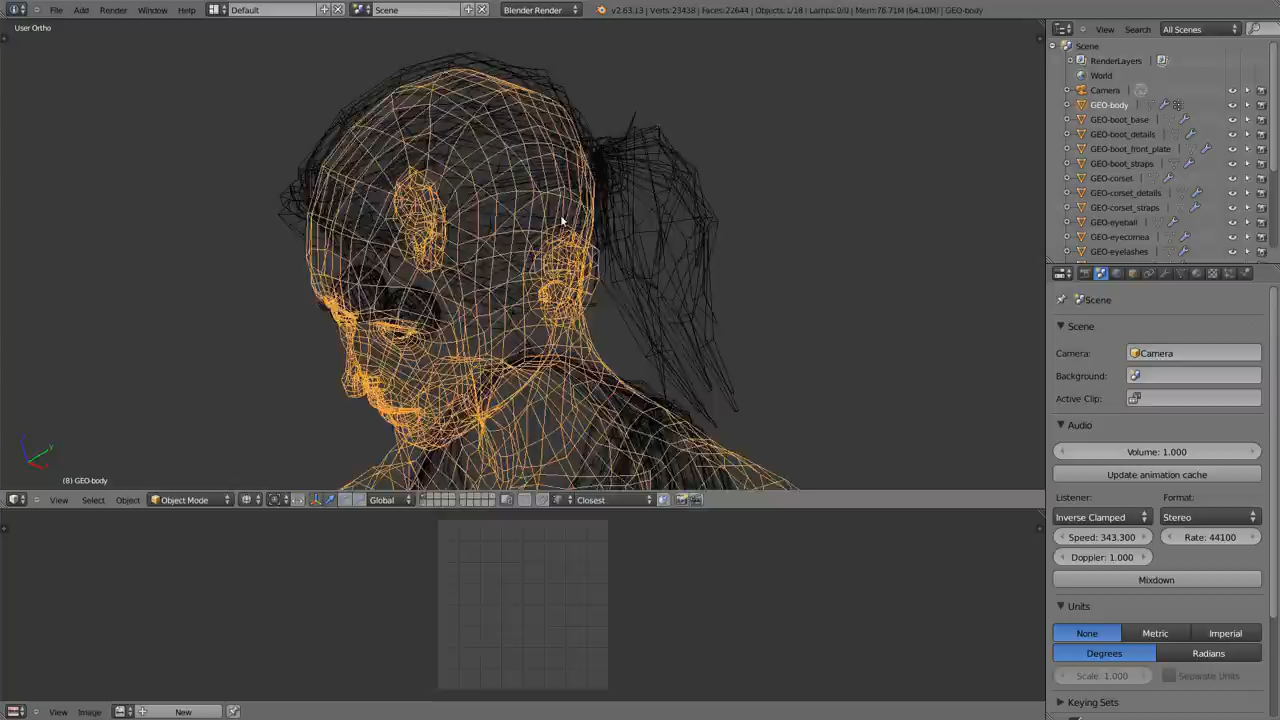 File Add Render Window Help Default Scene Blender Render v2.63.13 | Verts:23438 | Faces:22644 | Objects:1/18 | Lamps:0/0 | Mem:76.71M (64.10M) | GEO-body
User Ortho
View Search All Scenes
Scene
RenderLayers
World
Camera
GEO-body
GEO-boot_base
GEO-boot_details
GEO-boot_front_plate
GEO-boot_straps
GEO-corset
GEO-corset_details
GEO-corset_straps
GEO-eyeball
GEO-eyecornea
GEO-eyelashes
Scene
Scene
Camera: Camera
Background:
Active Clip:
Audio
Volume: 1.000
Update animation cache
Listener: Format:
Inverse Clamped Stereo
Speed: 343.300 Rate: 44100
Doppler: 1.000
Mixdown
Units
None Metric Imperial
Degrees Radians
Scale: 1.000 Separate Units
Keying Sets
(8) GEO-body
View Select Object Object Mode Global Closest
View Image New